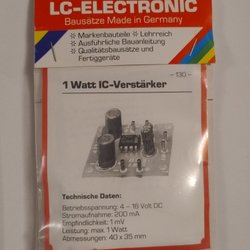 LC-ELECTRONIC
Bausätze Made in Germany
• Markenbauteile • Lehrreich
• Ausführliche Bauanleitung
• Qualitätsbausätze und
Fertiggeräte
– 130 –
1 Watt IC-Verstärker
Technische Daten:
Betriebsspannung: 4 – 16 Volt DC
Stromaufnahme: 200 mA
Empfindlichkeit: 1 mV
Leistung: max. 1 Watt
Abmessungen: 40 x 35 mm